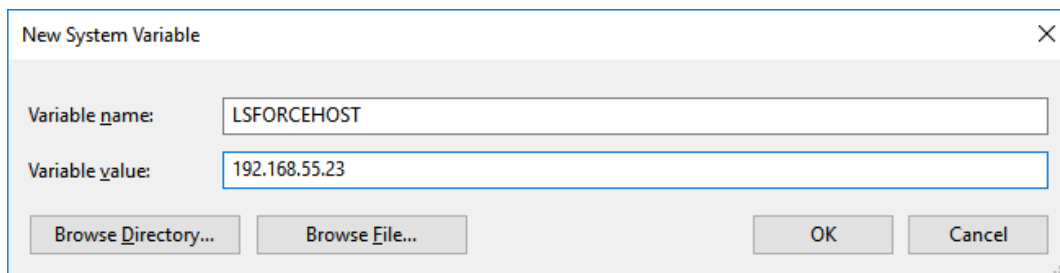 New System Variable
Variable name: LSFORCEHOST
Variable value: 192.168.55.23
Browse Directory... Browse File... OK Cancel